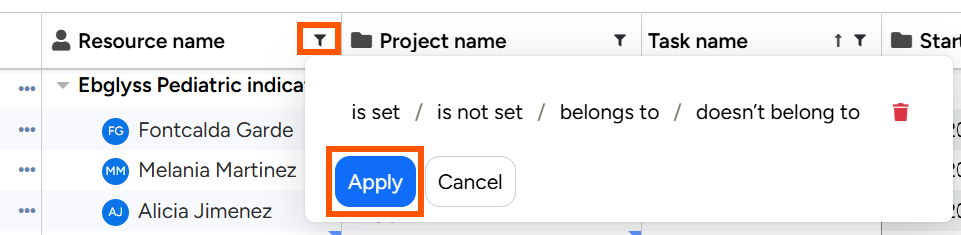 Resource name Project name Task name Star
Ebglyss Pediatric indica
is set / is not set / belongs to / doesn’t belong to
FG Fontcalda Garde
MM Melania Martinez
Apply Cancel
AJ Alicia Jimenez